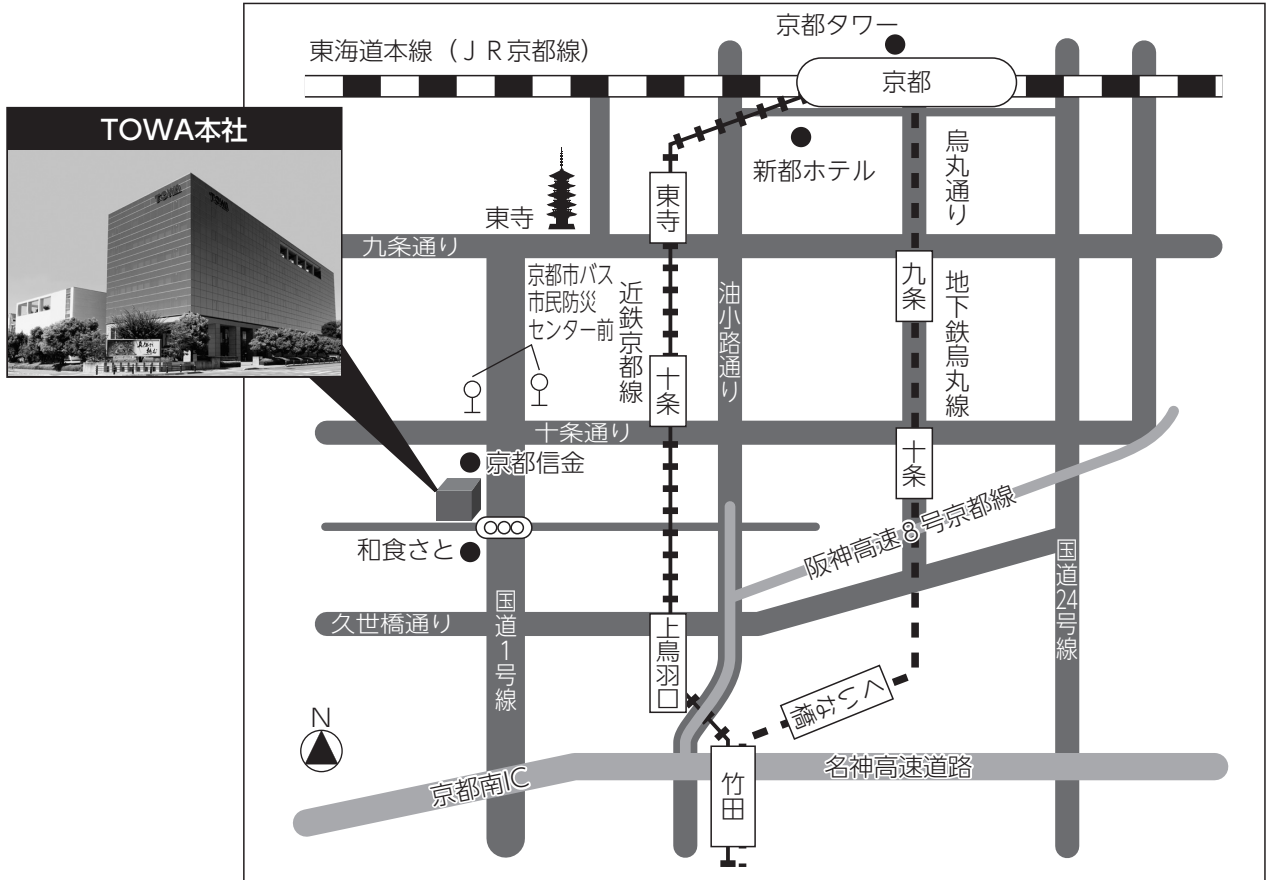 京都タワー
東海道本線（ＪＲ京都線）
京都
TOWA本社
TOWA
烏丸通り
新都ホテル
東寺
東寺
九条通り
京都市バス
市民防災
センター前
近鉄京都線
油小路通り
九条
地下鉄烏丸線
十条
十条通り
十条
京都信金
阪神高速８号京都線
和食さと
国道24号線
国道1号線
久世橋通り
上鳥羽口
くいな橋
N
竹田
名神高速道路
京都南IC